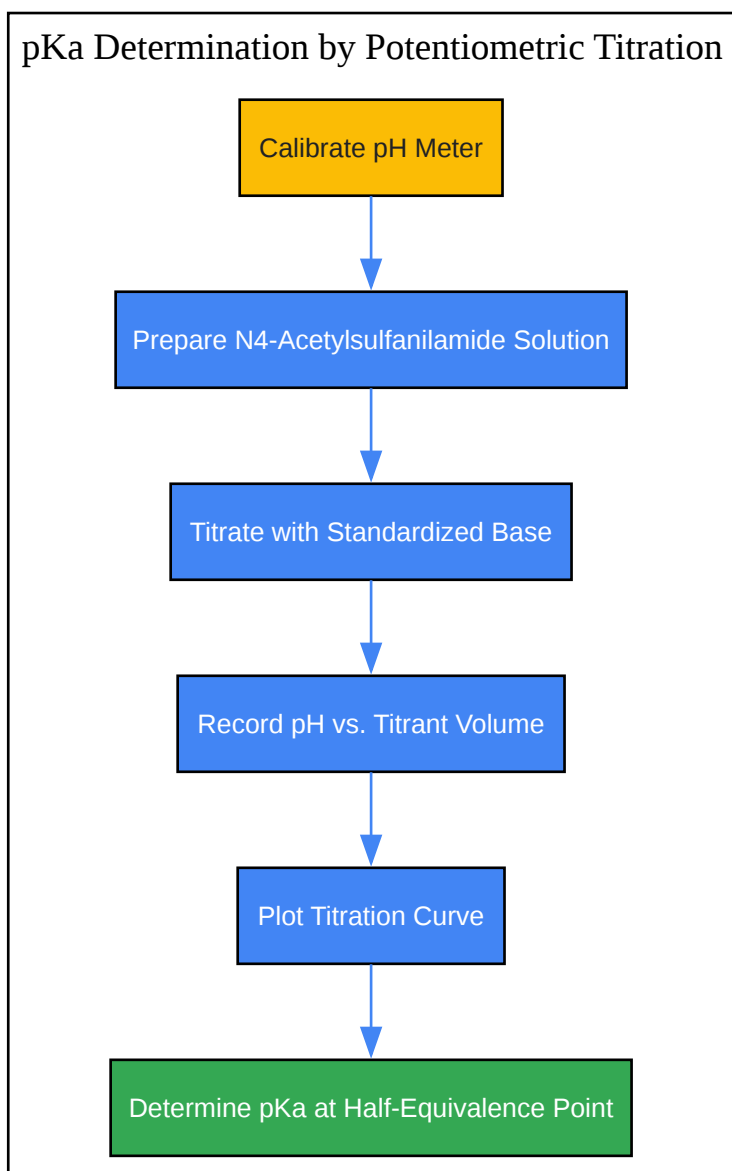 pKa Determination by Potentiometric Titration
Calibrate pH Meter
Prepare N4-Acetylsulfanilamide Solution
Titrate with Standardized Base
Record pH vs. Titrant Volume
Plot Titration Curve
Determine pKa at Half-Equivalence Point